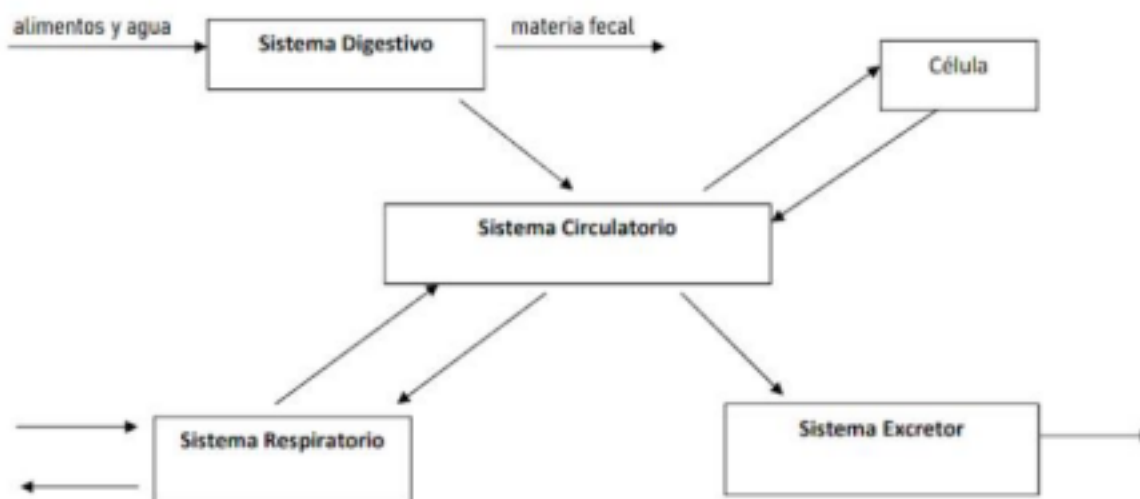 alimentos y agua
Sistema Digestivo
materia fecal
Célula
Sistema Circulatorio
Sistema Respiratorio
Sistema Excretor